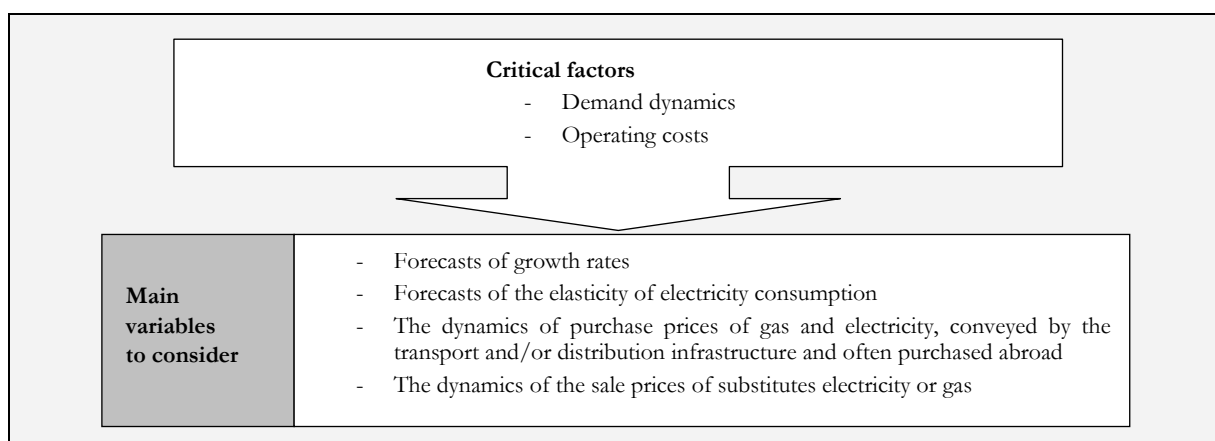 Critical factors
- Demand dynamics
- Operating costs
Main
variables
to consider
- Forecasts of growth rates
- Forecasts of the elasticity of electricity consumption
- The dynamics of purchase prices of gas and electricity, conveyed by the
transport and/or distribution infrastructure and often purchased abroad
- The dynamics of the sale prices of substitutes electricity or gas